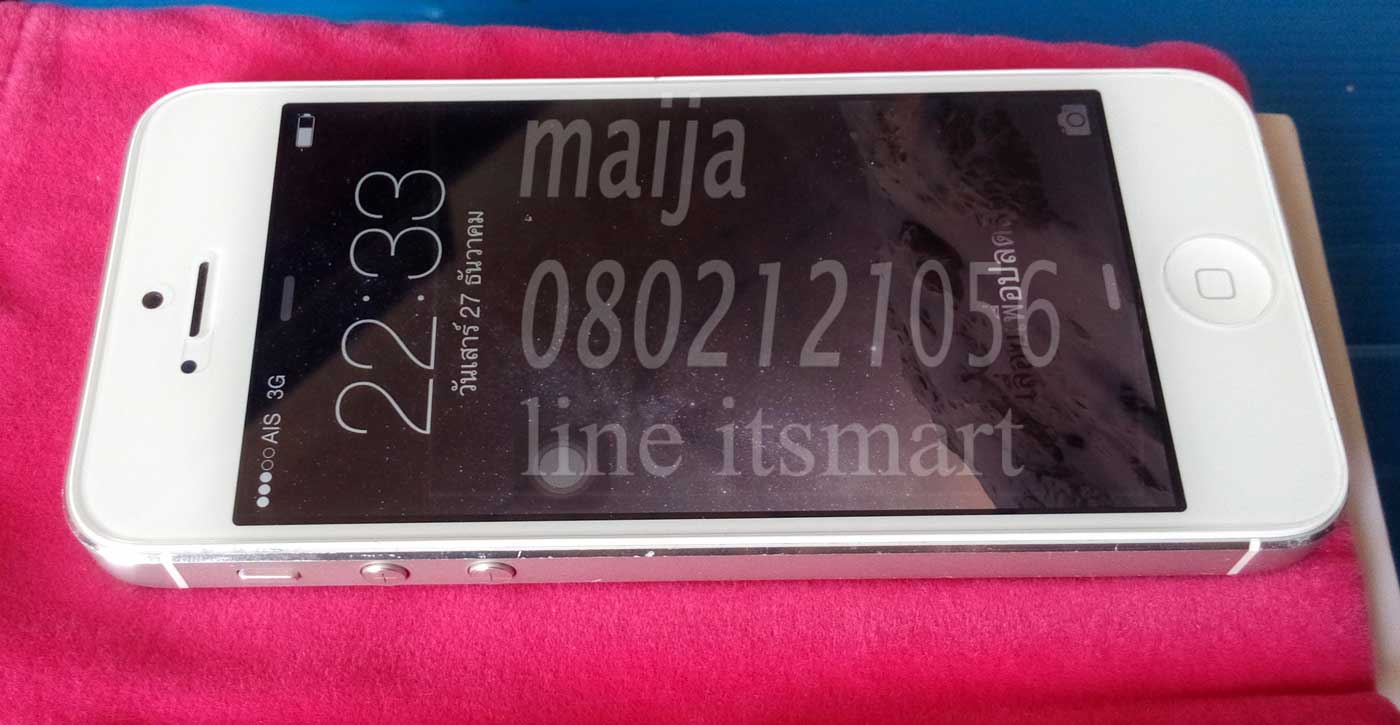 AIS 3G
22:33
วันเสาร์ 27 ธันวาคม
maija
0802121056
line itsmart